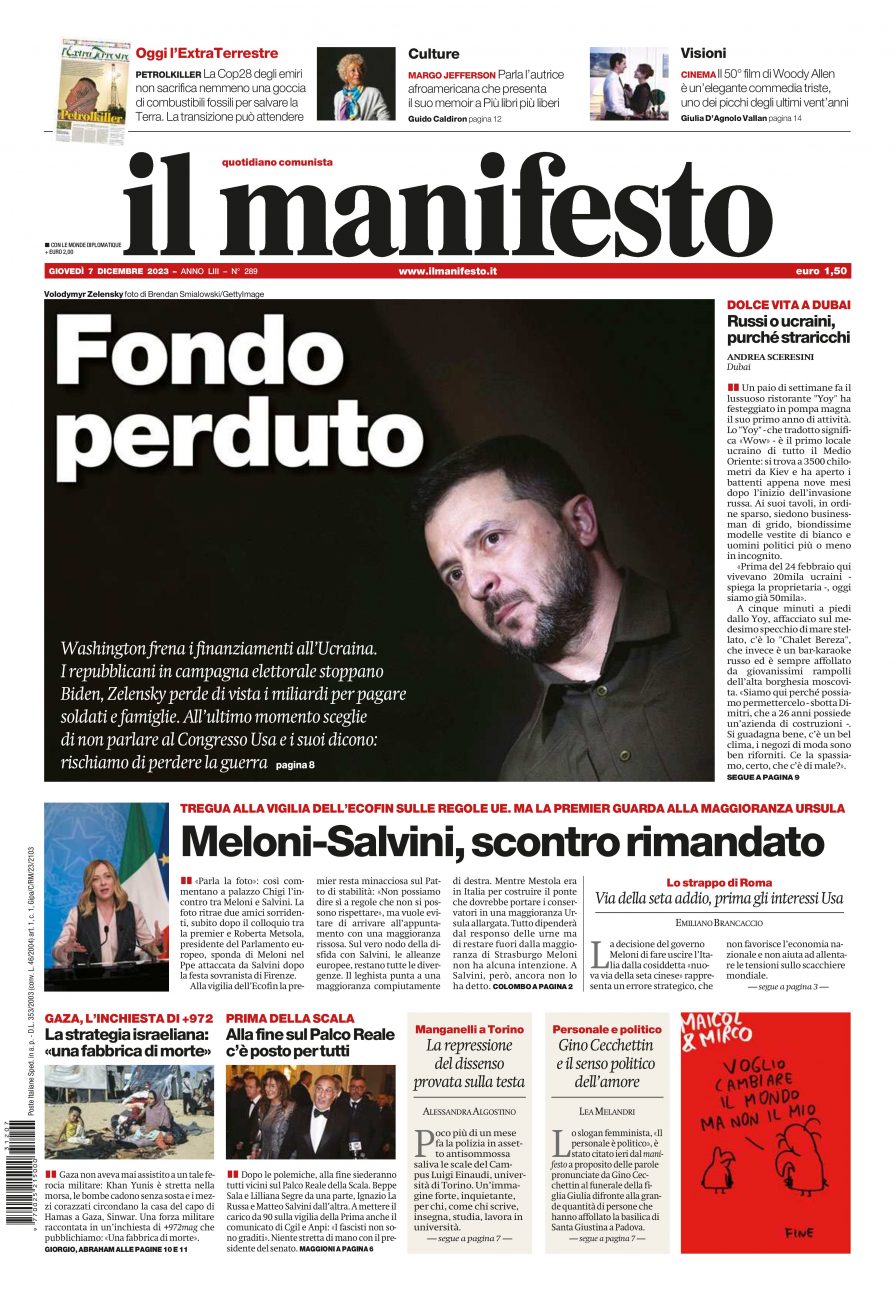 l'ExtraTerrestre
Petrolkiller
Oggi l'ExtraTerrestre
PETROLKILLER La Cop28 degli emiri
non sacrifica nemmeno una goccia
di combustibili fossili per salvare la
Terra. La transizione può attendere
Culture
MARGO JEFFERSON Parla l'autrice
afroamericana che presenta
il suo memoir a Più libri più liberi
Guido Caldiron pagina 12
Visioni
CINEMA Il 50° film di Woody Allen
è un'elegante commedia triste,
uno dei picchi degli ultimi vent'anni
Giulia D'Agnolo Vallan pagina 14
quotidiano comunista
il manifesto
■ CON LE MONDE DIPLOMATIQUE
+ EURO 2,00
GIOVEDÌ 7 DICEMBRE 2023 – ANNO LIII – N° 289
www.ilmanifesto.it
euro 1,50
Volodymyr Zelensky foto di Brendan Smialowski/GettyImage
Fondo
perduto
Washington frena i finanziamenti all'Ucraina.
I repubblicani in campagna elettorale stoppano
Biden, Zelensky perde di vista i miliardi per pagare
soldati e famiglie. All'ultimo momento sceglie
di non parlare al Congresso Usa e i suoi dicono:
rischiamo di perdere la guerra pagina 8
DOLCE VITA A DUBAI
Russi o ucraini,
purché straricchi
ANDREA SCERESINI
Dubai
Un paio di settimane fa il
lussuoso ristorante "Yoy" ha
festeggiato in pompa magna
il suo primo anno di attività.
Lo "Yoy" - che tradotto signifi-
ca «Wow» - è il primo locale
ucraino di tutto il Medio
Oriente: si trova a 3500 chilo-
metri da Kiev e ha aperto i
battenti appena nove mesi
dopo l'inizio dell'invasione
russa. Ai suoi tavoli, in ordi-
ne sparso, siedono business-
man di grido, biondissime
modelle vestite di bianco e
uomini politici più o meno
in incognito.
«Prima del 24 febbraio qui
vivevano 20mila ucraini -
spiega la proprietaria -, oggi
siamo già 50mila».
A cinque minuti a piedi
dallo Yoy, affacciato sul me-
desimo specchio di mare stel-
lato, c'è lo "Chalet Bereza",
che invece è un bar-karaoke
russo ed è sempre affollato
da giovanissimi rampolli
dell'alta borghesia moscovi-
ta. «Siamo qui perché possia-
mo permettercelo - sbotta Di-
mitri, che a 26 anni possiede
un'azienda di costruzioni -.
Si guadagna bene, c'è un bel
clima, i negozi di moda sono
ben riforniti. Ce la spassia-
mo, certo, che c'è di male?».
SEGUE A PAGINA 9
TREGUA ALLA VIGILIA DELL'ECOFIN SULLE REGOLE UE. MA LA PREMIER GUARDA ALLA MAGGIORANZA URSULA
Meloni-Salvini, scontro rimandato
«Parla la foto»: così com-
mentano a palazzo Chigi l'in-
contro tra Meloni e Salvini. La
foto ritrae due amici sorriden-
ti, subito dopo il colloquio tra
la premier e Roberta Metsola,
presidente del Parlamento eu-
ropeo, sponda di Meloni nel
Ppe attaccata da Salvini dopo
la festa sovranista di Firenze.
Alla vigilia dell'Ecofin la pre-
mier resta minacciosa sul Pat-
to di stabilità: «Non possiamo
dire sì a regole che non si pos-
sono rispettare», ma vuole evi-
tare di arrivare all'appunta-
mento con una maggioranza
rissosa. Sul vero nodo della di-
sfida con Salvini, le alleanze
europee, restano tutte le diver-
genze. Il leghista punta a una
maggioranza compiutamente
di destra. Mentre Mestola era
in Italia per costruire il ponte
che dovrebbe portare i conser-
vatori in una maggioranza Ur-
sula allargata. Tutto dipenderà
dal responso delle urne ma
di restare fuori dalla maggio-
ranza di Strasburgo Meloni
non ha alcuna intenzione. A
Salvini, però, ancora non lo
ha detto. COLOMBO A PAGINA 2
Lo strappo di Roma
Via della seta addio, prima gli interessi Usa
EMILIANO BRANCACCIO
La decisione del governo
Meloni di fare uscire l'Ita-
lia dalla cosiddetta «nuo-
va via della seta cinese» rappre-
senta un errore strategico, che
non favorisce l'economia na-
zionale e non aiuta ad allenta-
re le tensioni sullo scacchiere
mondiale.
— segue a pagina 3 —
GAZA, L'INCHIESTA DI +972
La strategia israeliana:
«una fabbrica di morte»
Gaza non aveva mai assistito a un tale fe-
rocia militare: Khan Yunis è stretta nella
morsa, le bombe cadono senza sosta e i mez-
zi corazzati circondano la casa del capo di
Hamas a Gaza, Sinwar. Una forza militare
raccontata in un'inchiesta di +972mag che
pubblichiamo: «Una fabbrica di morte».
GIORGIO, ABRAHAM ALLE PAGINE 10 E 11
PRIMA DELLA SCALA
Alla fine sul Palco Reale
c'è posto per tutti
Dopo le polemiche, alla fine siederanno
tutti vicini sul Palco Reale della Scala. Beppe
Sala e Lilliana Segre da una parte, Ignazio La
Russa e Matteo Salvini dall'altra. A mettere il
carico da 90 sulla vigilia della Prima anche il
comunicato di Cgil e Anpi: «I fascisti non so-
no graditi». Niente stretta di mano con il pre-
sidente del senato. MAGGIONI A PAGINA 6
Manganelli a Torino
La repressione
del dissenso
provata sulla testa
ALESSANDRA ALGOSTINO
Poco più di un mese
fa la polizia in asset-
to antisommossa
saliva le scale del Cam-
pus Luigi Einaudi, univer-
sità di Torino. Un'imma-
gine forte, inquietante,
per chi, come chi scrive,
insegna, studia, lavora in
università.
— segue a pagina 7 —
Personale e politico
Gino Cecchettin
e il senso politico
dell'amore
LEA MELANDRI
Lo slogan femminista, «Il
personale è politico», è
stato citato ieri dal mani-
festo a proposito delle parole
pronunciate da Gino Cec-
chettin al funerale della fi-
glia Giulia difronte alla gran-
de quantità di persone che
hanno affollato la basilica di
Santa Giustina a Padova.
— segue a pagina 7 —
MAICOL
& MIRCO
VOGLIO
CAMBIARE
IL MONDO
MA NON IL MIO
FINE
Poste Italiane Sped. in a. p. - D.L. 353/2003 (conv. L. 46/2004) art. 1, c. 1, Gipa/C/RM/23/2103
31207
9 770025 215000